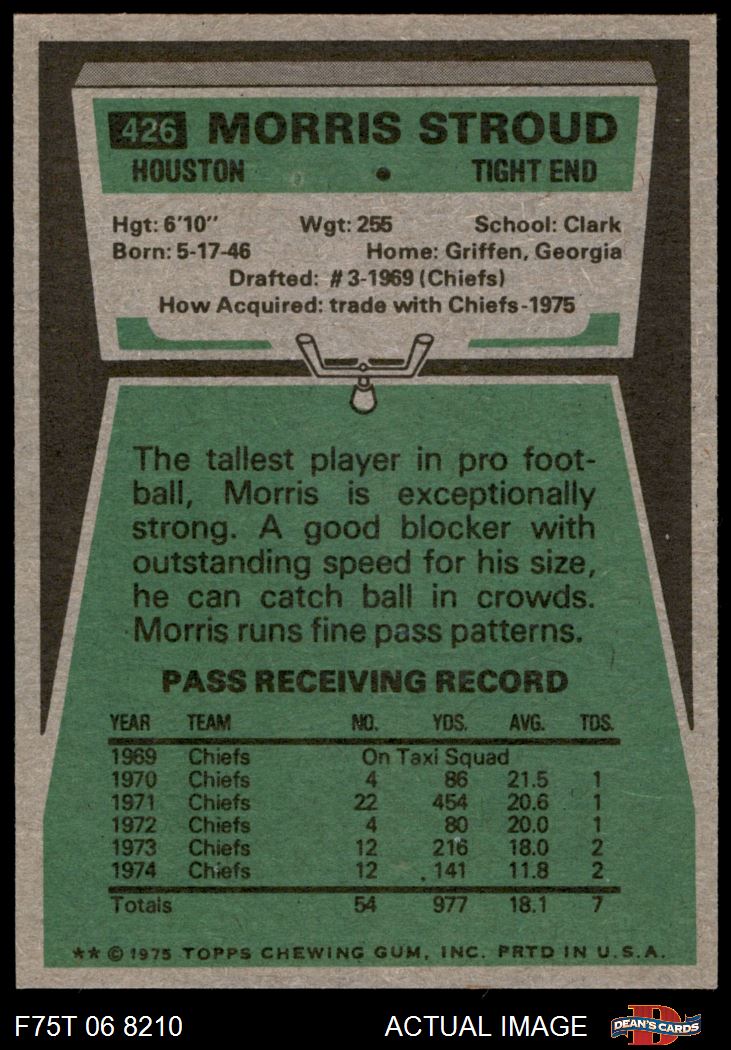 426 MORRIS STROUD
HOUSTON • TIGHT END
Hgt: 6'10" Wgt: 255 School: Clark
Born: 5-17-46 Home: Griffen, Georgia
Drafted: #3-1969 (Chiefs)
How Acquired: trade with Chiefs-1975
The tallest player in pro foot-
ball, Morris is exceptionally
strong. A good blocker with
outstanding speed for his size,
he can catch ball in crowds.
Morris runs fine pass patterns.
PASS RECEIVING RECORD
YEAR TEAM NO. YDS. AVG. TDS.
1969 Chiefs On Taxi Squad
1970 Chiefs 4 86 21.5 1
1971 Chiefs 22 454 20.6 1
1972 Chiefs 4 80 20.0 1
1973 Chiefs 12 216 18.0 2
1974 Chiefs 12 141 11.8 2
Totals 54 977 18.1 7
** © 1975 TOPPS CHEWING GUM, INC. PRTD IN U.S.A.
F75T 06 8210 ACTUAL IMAGE DEAN'S CARDS